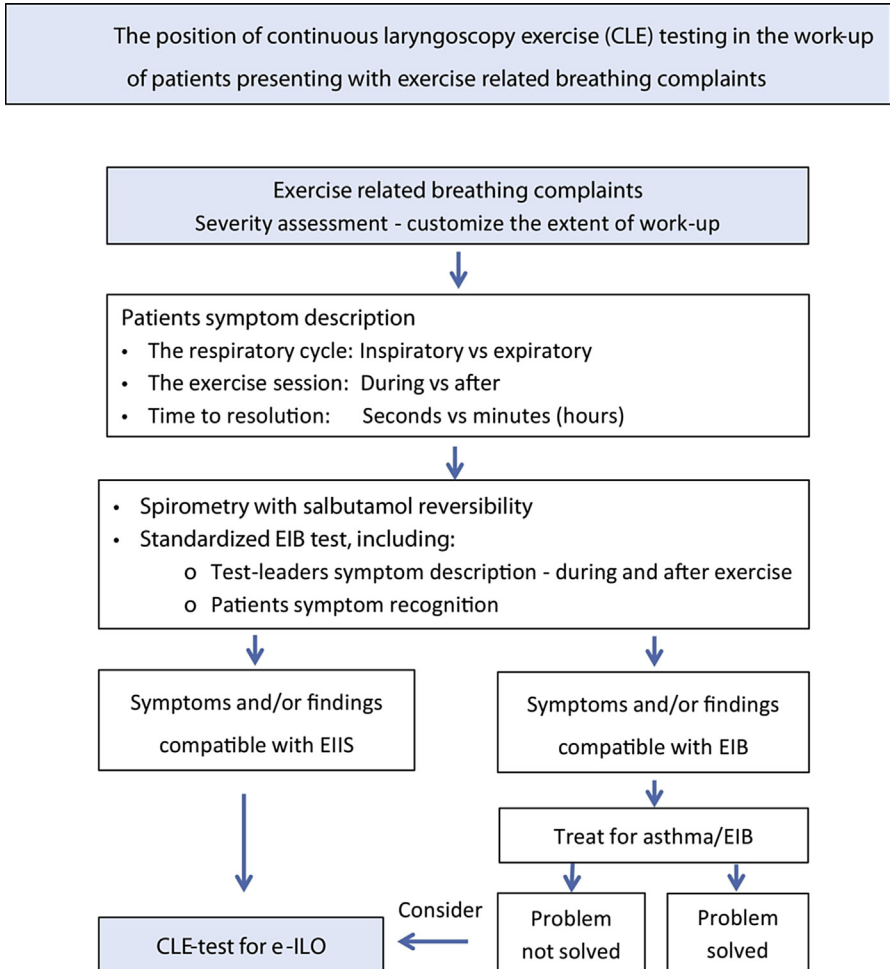 The position of continuous laryngoscopy exercise (CLE) testing in the work-up
of patients presenting with exercise related breathing complaints
Exercise related breathing complaints
Severity assessment - customize the extent of work-up
Patients symptom description
• The respiratory cycle: Inspiratory vs expiratory
• The exercise session: During vs after
• Time to resolution: Seconds vs minutes (hours)
• Spirometry with salbutamol reversibility
• Standardized EIB test, including:
o Test-leaders symptom description - during and after exercise
o Patients symptom recognition
Symptoms and/or findings
compatible with EIIS
Symptoms and/or findings
compatible with EIB
Treat for asthma/EIB
Consider
Problem
not solved
Problem
solved
CLE-test for e-ILO